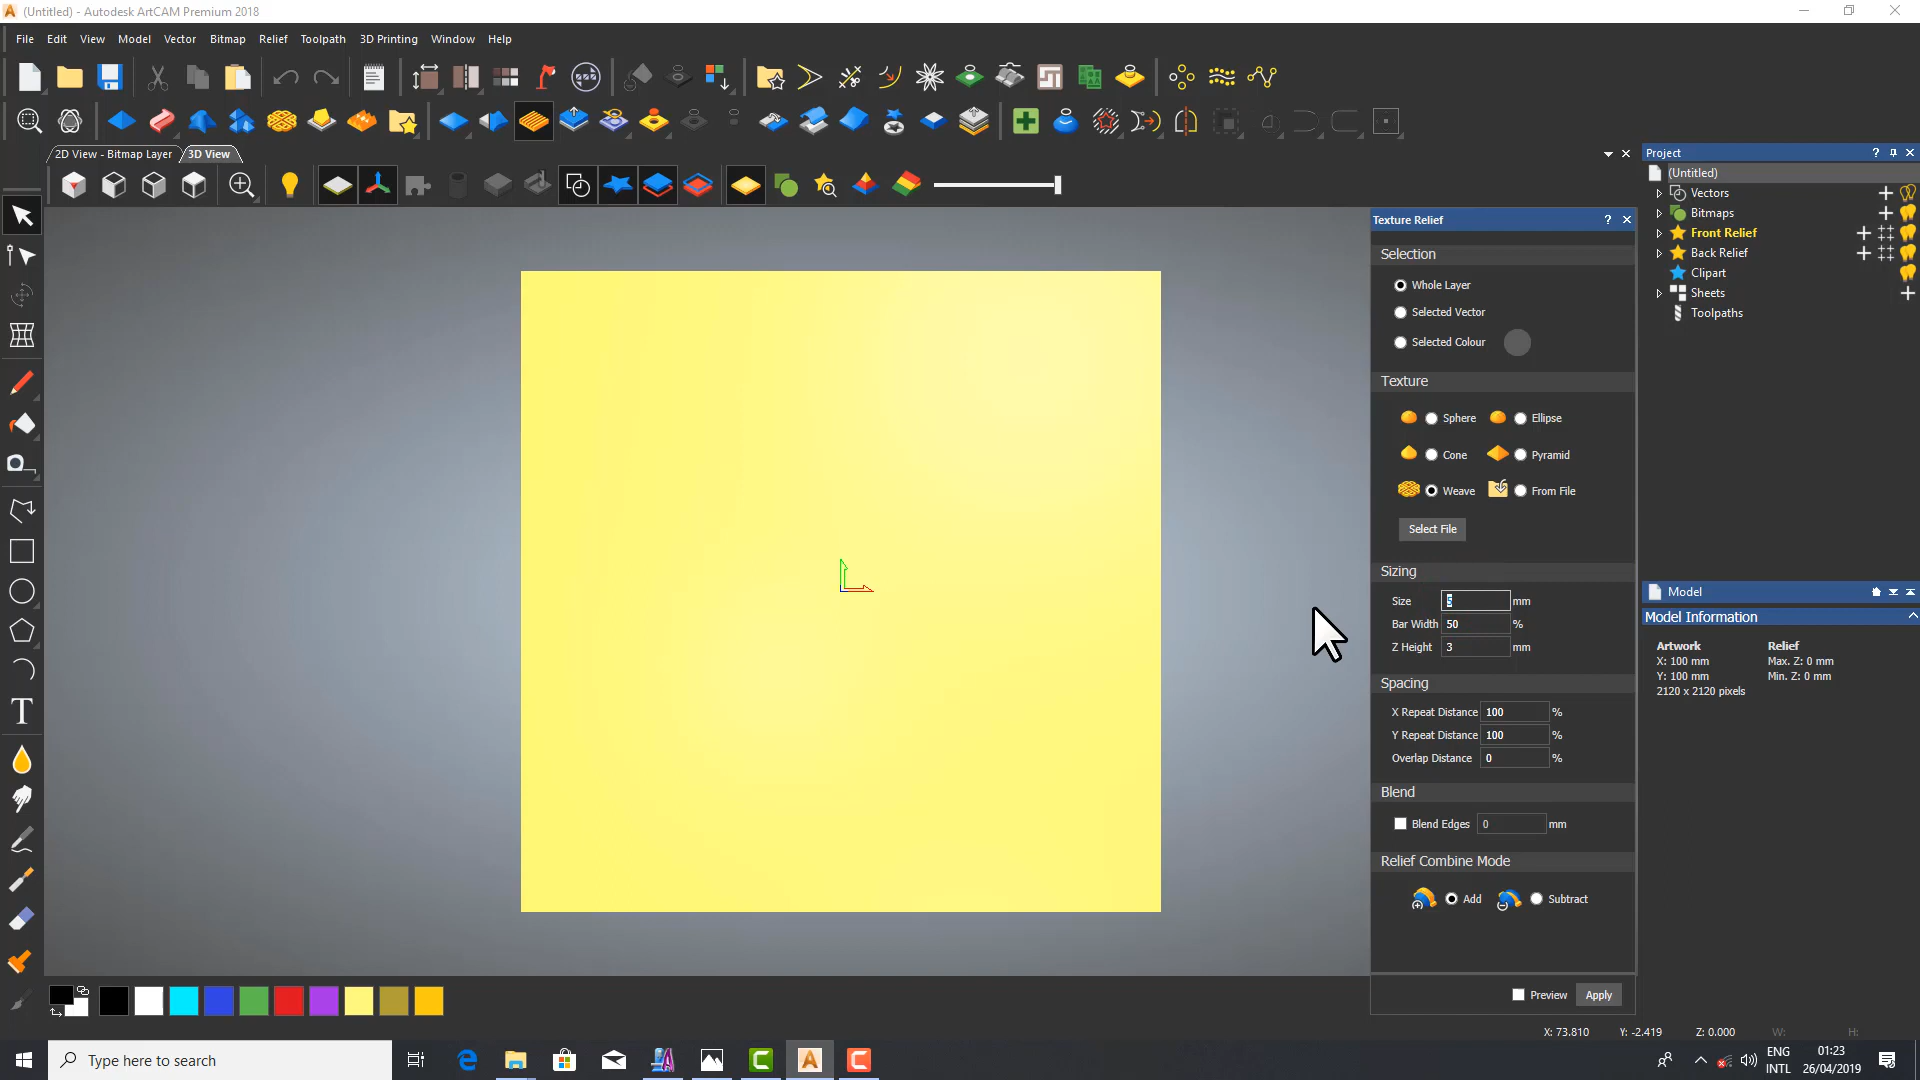 (Untitled) - Autodesk ArtCAM Premium 2018
File Edit View Model Vector Bitmap Relief Toolpath 3D Printing Window Help
2D View - Bitmap Layer 3D View
Texture Relief ?
Selection
Whole Layer
Selected Vector
Selected Colour
Texture
Sphere Ellipse
Cone Pyramid
Weave From File
Select File
Sizing
Size 5 mm
Bar Width 50 %
Z Height 3 mm
Spacing
X Repeat Distance 100 %
Y Repeat Distance 100 %
Overlap Distance 0 %
Blend
Blend Edges 0 mm
Relief Combine Mode
Add Subtract
Preview Apply
Project ?
(Untitled)
Vectors
Bitmaps
Front Relief
Back Relief
Clipart
Sheets
Toolpaths
Model
Model Information
Artwork Relief
X: 100 mm Max. Z: 0 mm
Y: 100 mm Min. Z: 0 mm
2120 x 2120 pixels
X: 73.810 Y: -2.419 Z: 0.000 W: H:
Type here to search
ENG
INTL
01:23
26/04/2019